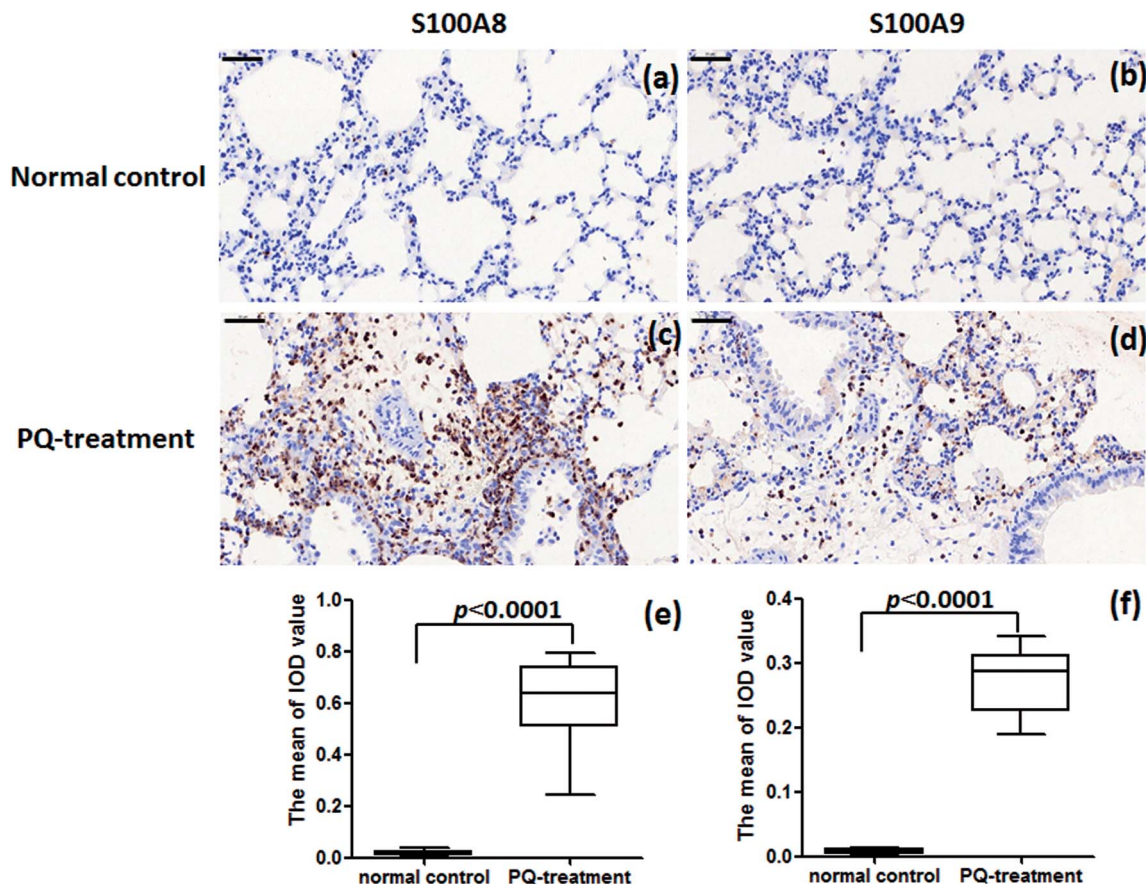 S100A8 S100A9
Normal control
(a) (b)
PQ-treatment
(c) (d)
The mean of IOD value
1.0
0.8
0.6
0.4
0.2
0.0
p<0.0001
(e)
normal control PQ-treatment
The mean of IOD value
0.4
0.3
0.2
0.1
0.0
p<0.0001
(f)
normal control PQ-treatment